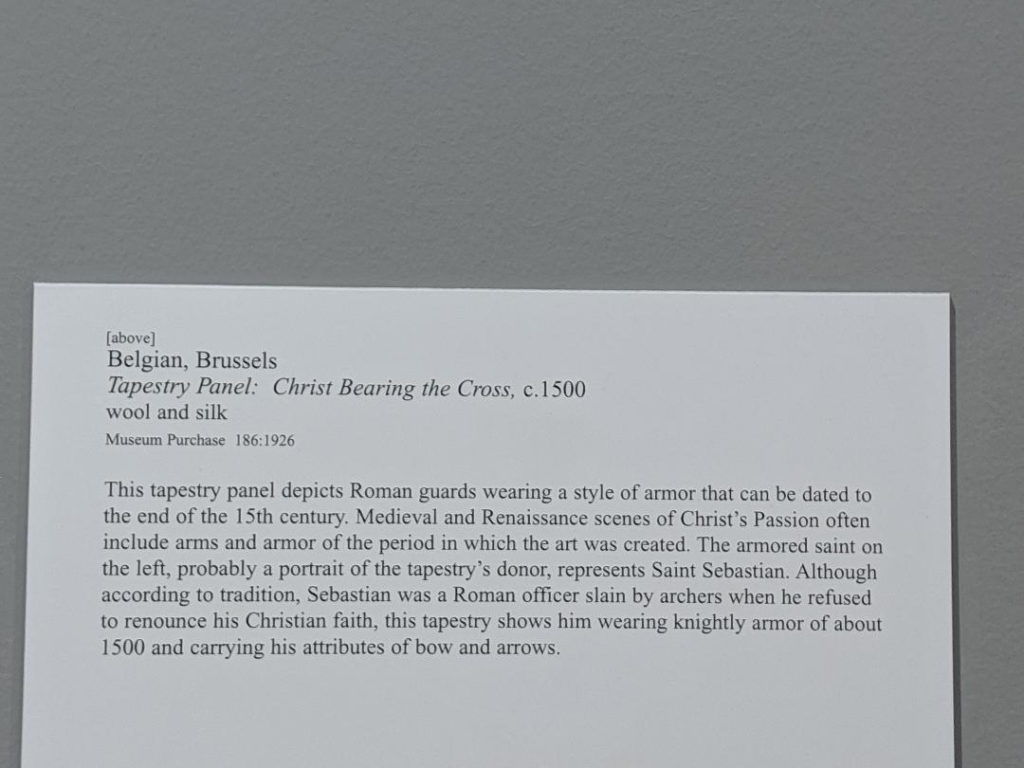 [above]
Belgian, Brussels
Tapestry Panel: Christ Bearing the Cross, c.1500
wool and silk
Museum Purchase 186:1926
This tapestry panel depicts Roman guards wearing a style of armor that can be dated to
the end of the 15th century. Medieval and Renaissance scenes of Christ’s Passion often
include arms and armor of the period in which the art was created. The armored saint on
the left, probably a portrait of the tapestry’s donor, represents Saint Sebastian. Although
according to tradition, Sebastian was a Roman officer slain by archers when he refused
to renounce his Christian faith, this tapestry shows him wearing knightly armor of about
1500 and carrying his attributes of bow and arrows.